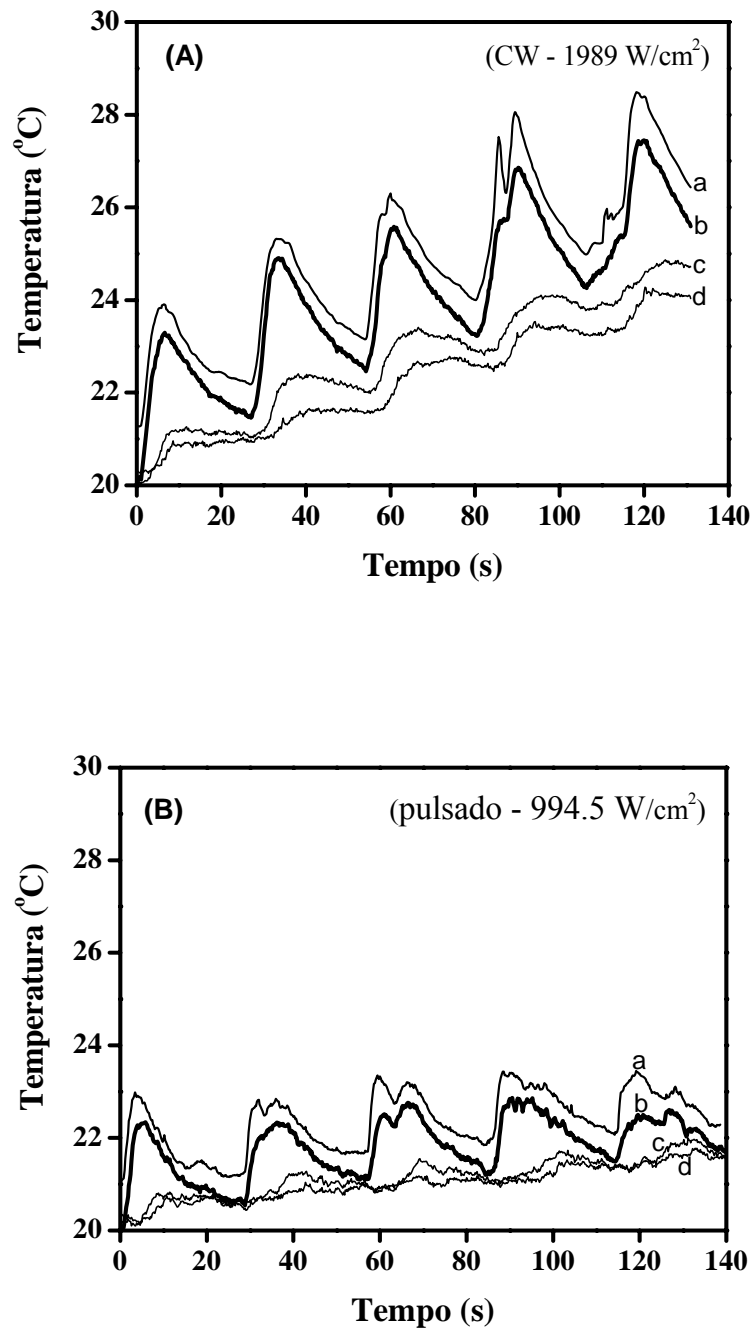 30
(A)
(CW - 1989 W/cm²)
28
a
26
b
24
c
d
22
20
0 20 40 60 80 100 120 140
Temperatura (°C)
Tempo (s)
30
(B)
(pulsado - 994.5 W/cm²)
28
26
24
a
b
22
c
d
20
0 20 40 60 80 100 120 140
Temperatura (°C)
Tempo (s)